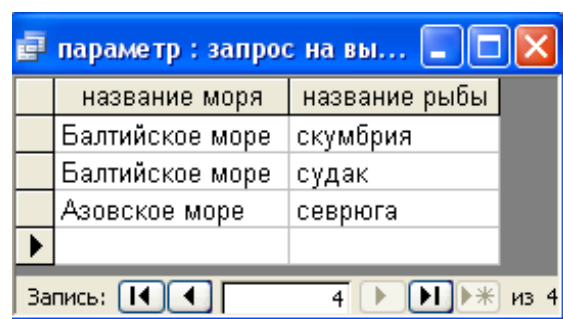 параметр : запрос на вы...
название моря название рыбы
Балтийское море скумбрия
Балтийское море судак
Азовское море севрюга
Запись: 4 из 4